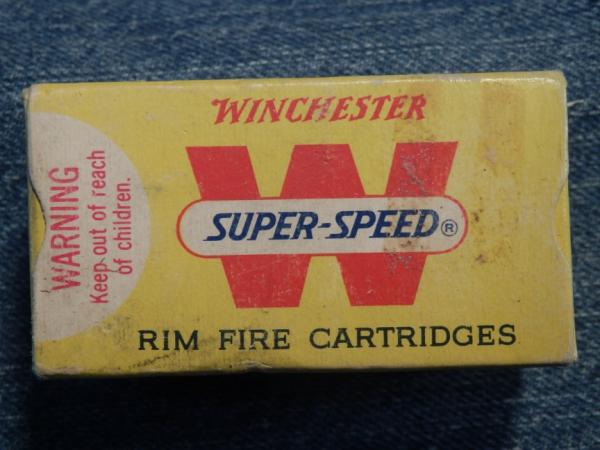 WINCHESTER
W
SUPER-SPEED®
RIM FIRE CARTRIDGES
WARNING
Keep out of reach
of children.